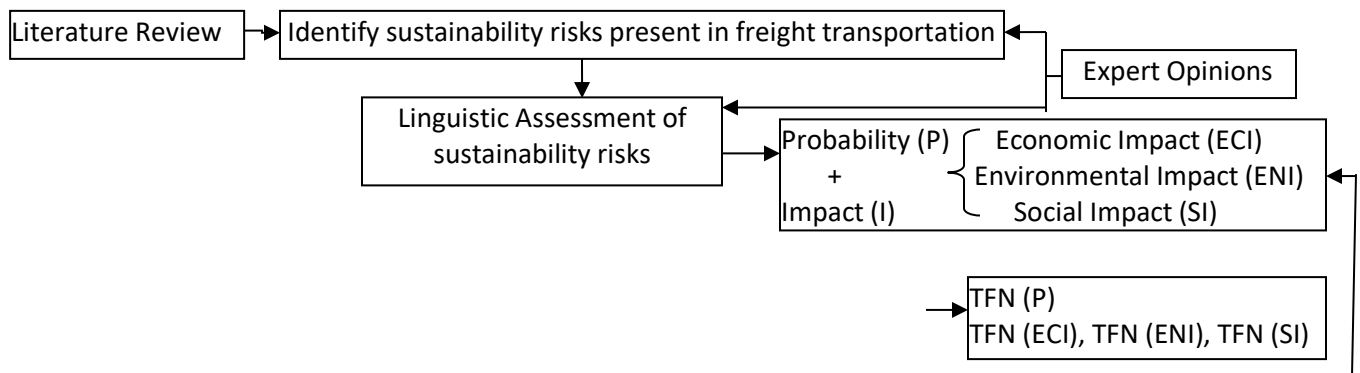 Literature Review
Identify sustainability risks present in freight transportation
Expert Opinions
Linguistic Assessment of
sustainability risks
Probability (P)
+
Impact (I)
Economic Impact (ECI)
Environmental Impact (ENI)
Social Impact (SI)
TFN (P)
TFN (ECI), TFN (ENI), TFN (SI)